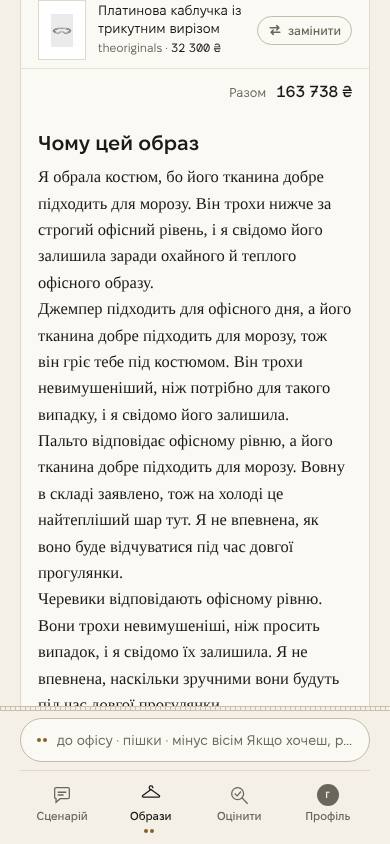 Платинова каблучка із
трикутним вирізом
theoriginals · 32 300 ₴
замінити
Разом 163 738 ₴
Чому цей образ
Я обрала костюм, бо його тканина добре
підходить для морозу. Він трохи нижче за
строгий офісний рівень, і я свідомо його
залишила заради охайного й теплого
офісного образу.
Джемпер підходить для офісного дня, а його
тканина добре підходить для морозу, тож
він гріє тебе під костюмом. Він трохи
невимушеніший, ніж потрібно для такого
випадку, і я свідомо його залишила.
Пальто відповідає офісному рівню, а його
тканина добре підходить для морозу. Вовну
в складі заявлено, тож на холоді це
найтепліший шар тут. Я не впевнена, як
воно буде відчуватися під час довгої
прогулянки.
Черевики відповідають офісному рівню.
Вони трохи невимушеніші, ніж просить
випадок, і я свідомо їх залишила. Я не
впевнена, наскільки зручними вони будуть
під час довгої прогулянки
до офісу · пішки · мінус вісім Якщо хочеш, р...
Сценарій
Образи
Оцінити
Г
Профіль